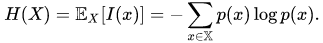 H(X) = 𝔼_X[I(x)] = −∑_{x∈𝕏} p(x) log p(x).